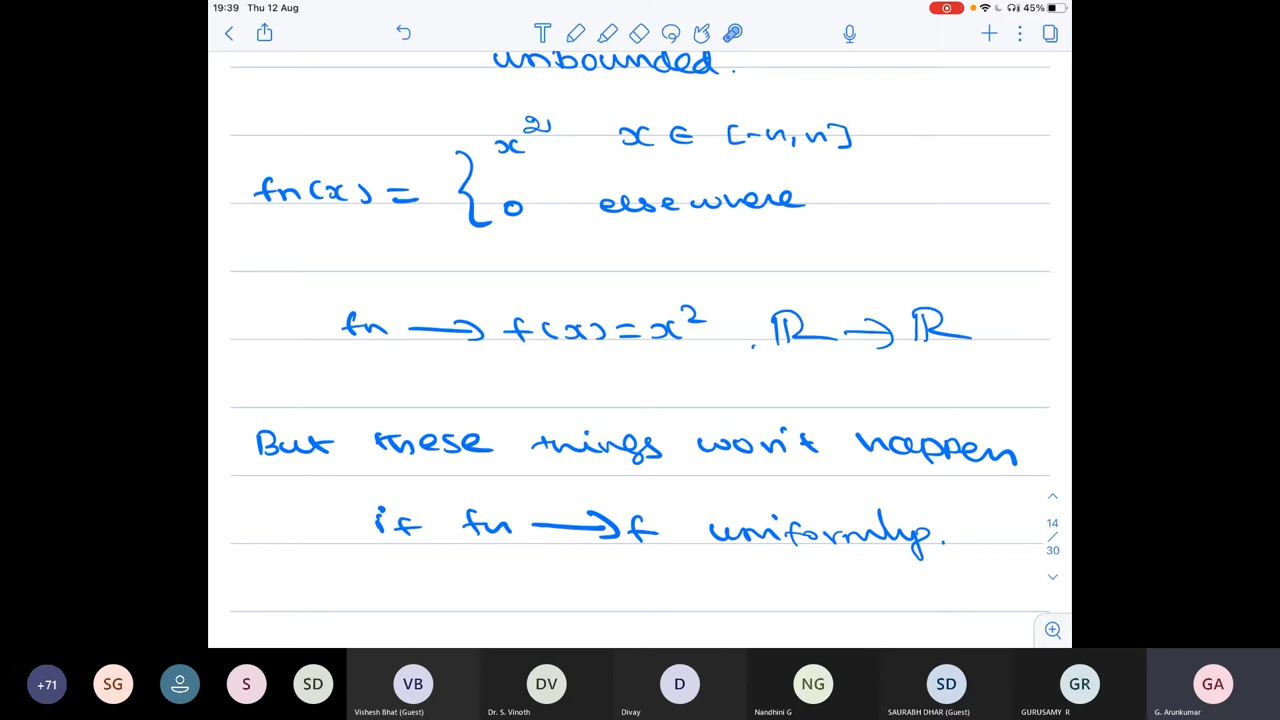 19:39 Thu 12 Aug
45%
unbounded.
fn(x) = { x² x ∈ [-n, n]
0 elsewhere
fn → f(x) = x² . ℝ → ℝ
But these things won't happen
if fn → f uniformly.
14
/
30
+71
SG
S
SD
VB
DV
D
NG
SD
GR
GA
Vishesh Bhat (Guest)
Dr. S. Vinoth
Divay
Nandhini G
SAURABH DHAR (Guest)
GURUSAMY R
G. Arunkumar